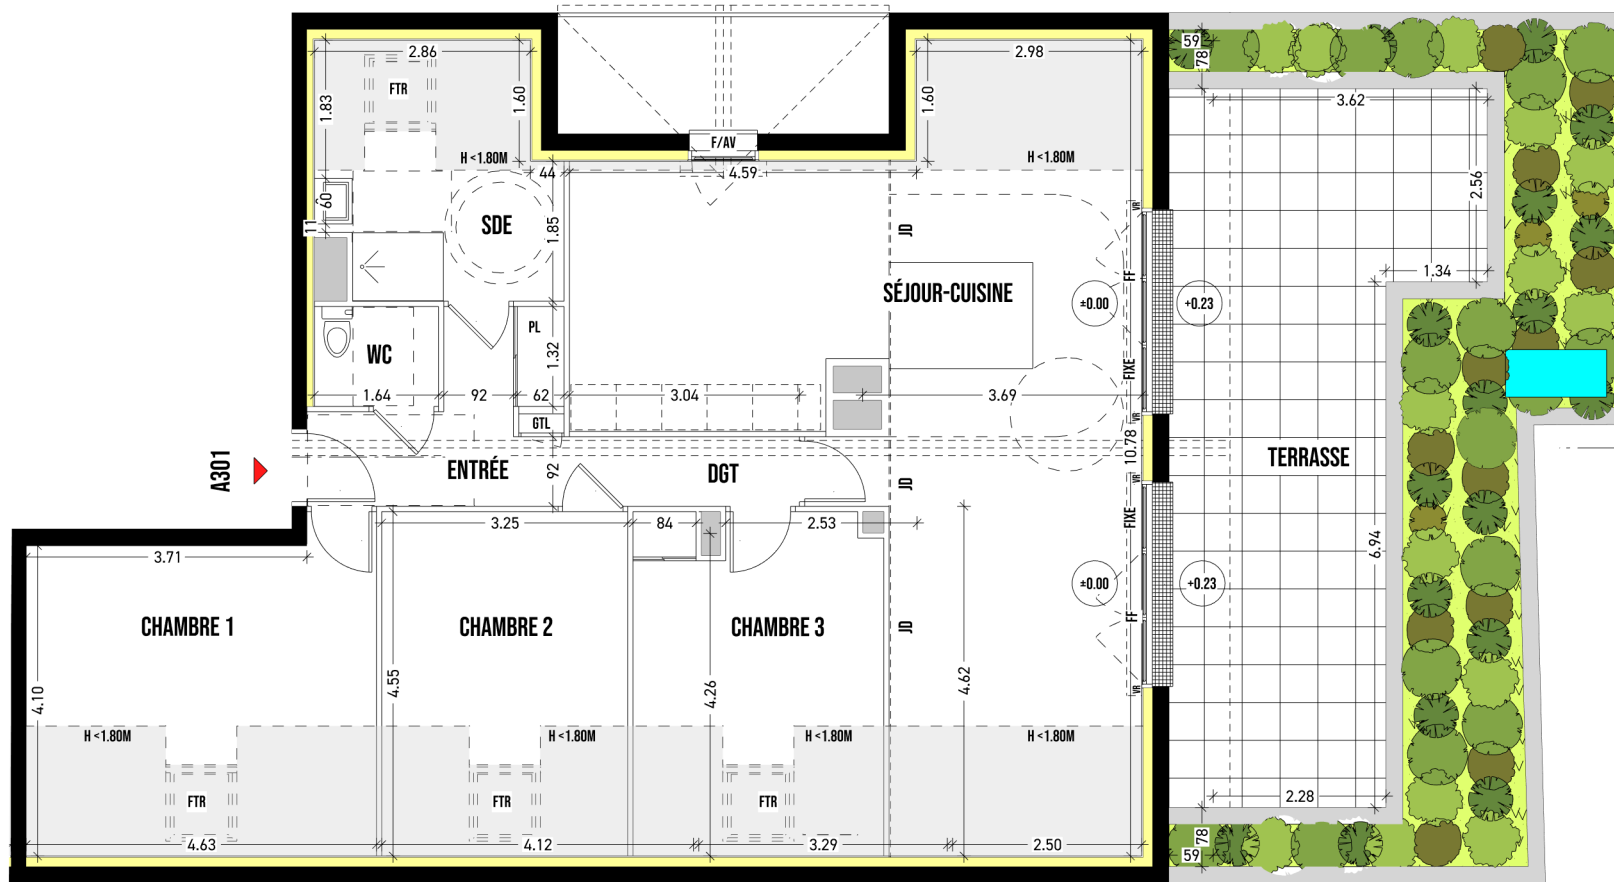 2.86
2.98
59
78
FTR
1.83
1.60
1.60
3.62
F/AV
H <1.80M
H <1.80M
44
4.59
2.56
60
11
SDE
1.85
JD
VR
FF
1.34
SÉJOUR-CUISINE
±0.00
+0.23
PL
WC
1.32
FIXE
1.64
92
62
3.04
3.69
VR
GTL
10.78
A301
ENTRÉE
92
DGT
JD
VR
TERRASSE
3.25
84
2.53
FIXE
6.94
3.71
±0.00
+0.23
CHAMBRE 1
CHAMBRE 2
CHAMBRE 3
JD
FF
4.10
4.55
4.26
4.62
VR
H <1.80M
H <1.80M
H <1.80M
H <1.80M
FTR
FTR
FTR
2.28
4.63
4.12
3.29
2.50
78
59